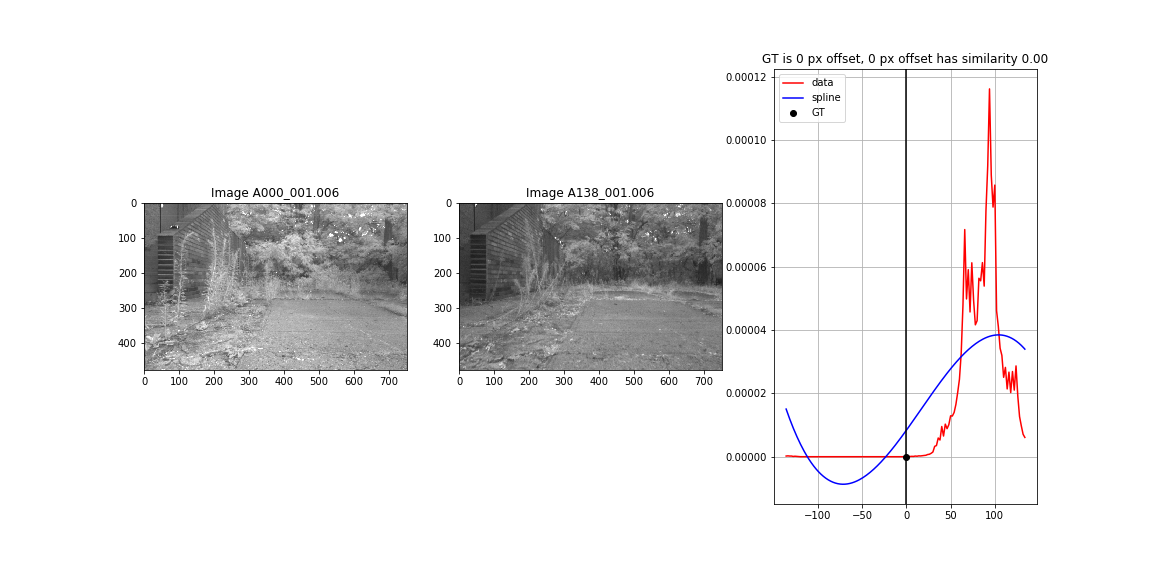 GT is 0 px offset, 0 px offset has similarity 0.00
0.00012
0.00010
0.00008
0.00006
0.00004
0.00002
0.00000
−100 −50 0 50 100
data
spline
GT
Image A000_001.006
0
100
200
300
400
0 100 200 300 400 500 600
Image A138_001.006
0
100
200
300
400
0 100 200 300 400 500 600 700